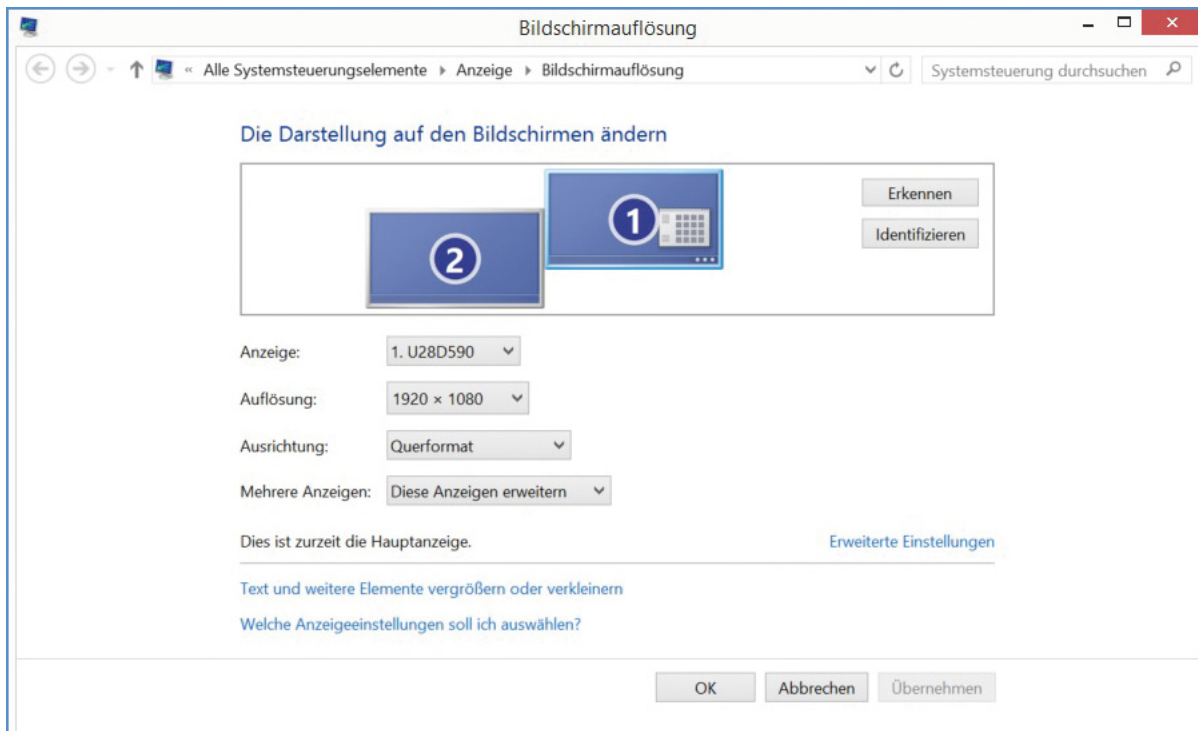 Bildschirmauflösung
« Alle Systemsteuerungselemente ▸ Anzeige ▸ Bildschirmauflösung
Systemsteuerung durchsuchen
Die Darstellung auf den Bildschirmen ändern
1
2
Erkennen
Identifizieren
Anzeige: 1. U28D590
Auflösung: 1920 × 1080
Ausrichtung: Querformat
Mehrere Anzeigen: Diese Anzeigen erweitern
Dies ist zurzeit die Hauptanzeige. Erweiterte Einstellungen
Text und weitere Elemente vergrößern oder verkleinern
Welche Anzeigeeinstellungen soll ich auswählen?
OK Abbrechen Übernehmen